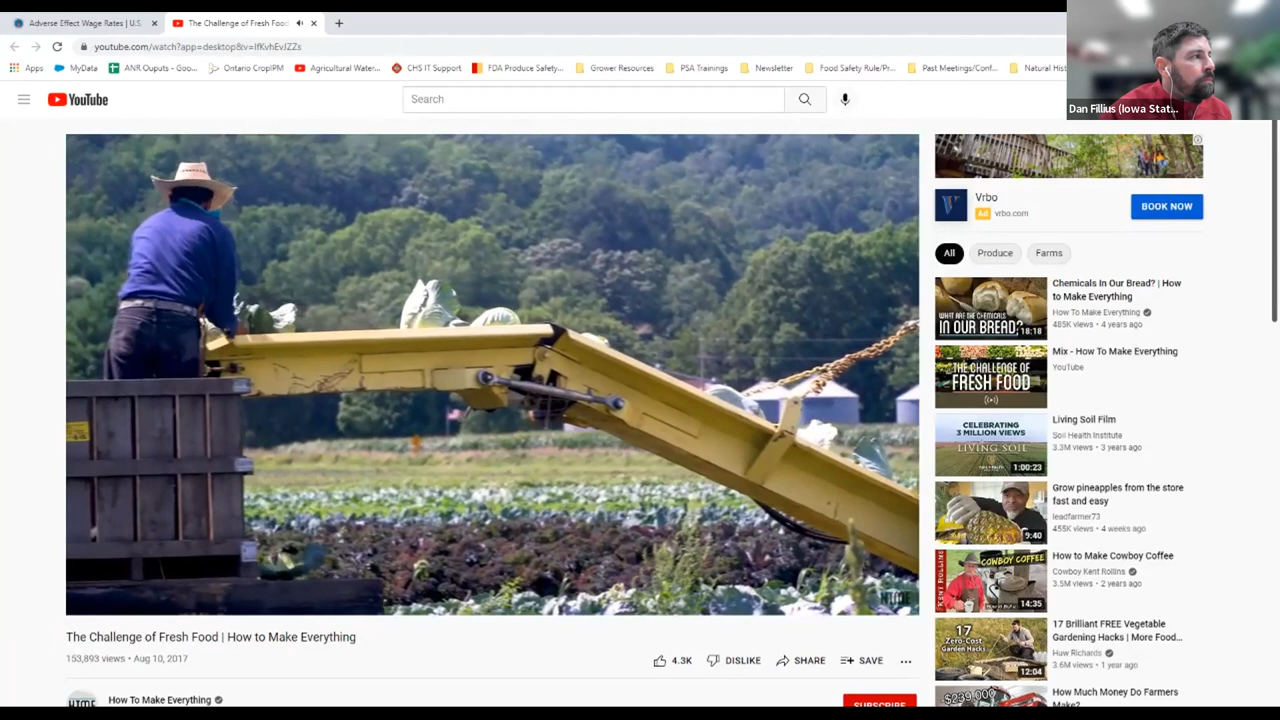 Adverse Effect Wage Rates | U.S.
The Challenge of Fresh Food
youtube.com/watch?app=desktop&v=IfKvhEvJZZs
Apps
MyData
ANR Ouputs - Goo...
Ontario CropIPM
Agricultural Water...
CHS IT Support
FDA Produce Safety...
Grower Resources
PSA Trainings
Newsletter
Food Safety Rule/Pr...
Past Meetings/Conf...
Natural Hist
Dan Fillius (Iowa Stat...
YouTube
Search
Vrbo
Ad vrbo.com
BOOK NOW
All Produce Farms
WHAT ARE THE CHEMICALS
IN OUR BREAD?
18:18
Chemicals In Our Bread? | How
to Make Everything
How To Make Everything
485K views • 4 years ago
THE CHALLENGE OF
FRESH FOOD
Mix - How To Make Everything
YouTube
CELEBRATING
3 MILLION VIEWS
LIVING SOIL
1:00:23
Living Soil Film
Soil Health Institute
3.3M views • 3 years ago
9:40
Grow pineapples from the store
fast and easy
leadfarmer73
455K views • 4 weeks ago
KENT ROLLINS
COWBOY COFFEE
14:35
How to Make Cowboy Coffee
Cowboy Kent Rollins
3.5M views • 2 years ago
17
Zero-Cost
Garden Hacks
12:04
17 Brilliant FREE Vegetable
Gardening Hacks | More Food...
Huw Richards
3.6M views • 1 year ago
$239,000
How Much Money Do Farmers
Make?
HTME
The Challenge of Fresh Food | How to Make Everything
153,893 views • Aug 10, 2017
4.3K DISLIKE SHARE SAVE ...
HTME
How To Make Everything
SUBSCRIBE